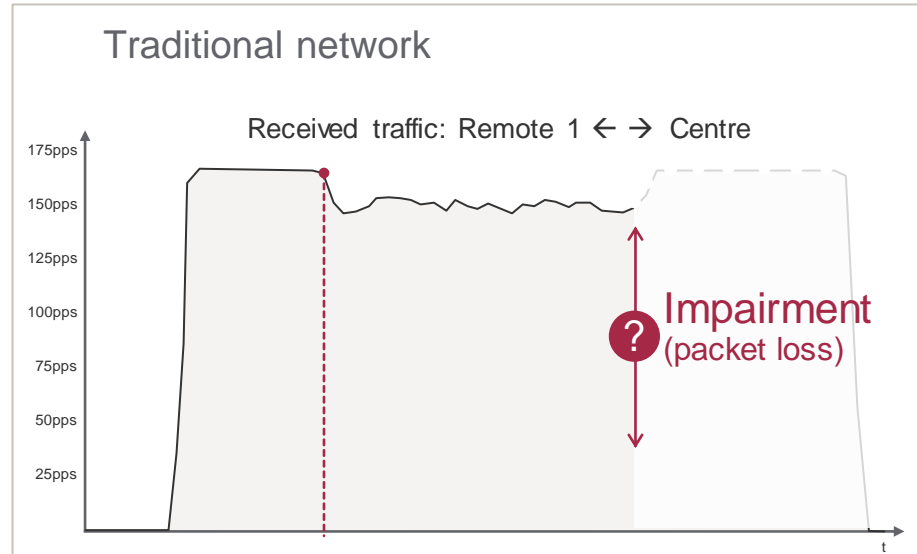 Traditional network
Received traffic: Remote 1 ← → Centre
175pps
150pps
125pps
100pps
75pps
50pps
25pps
?
Impairment
(packet loss)
t